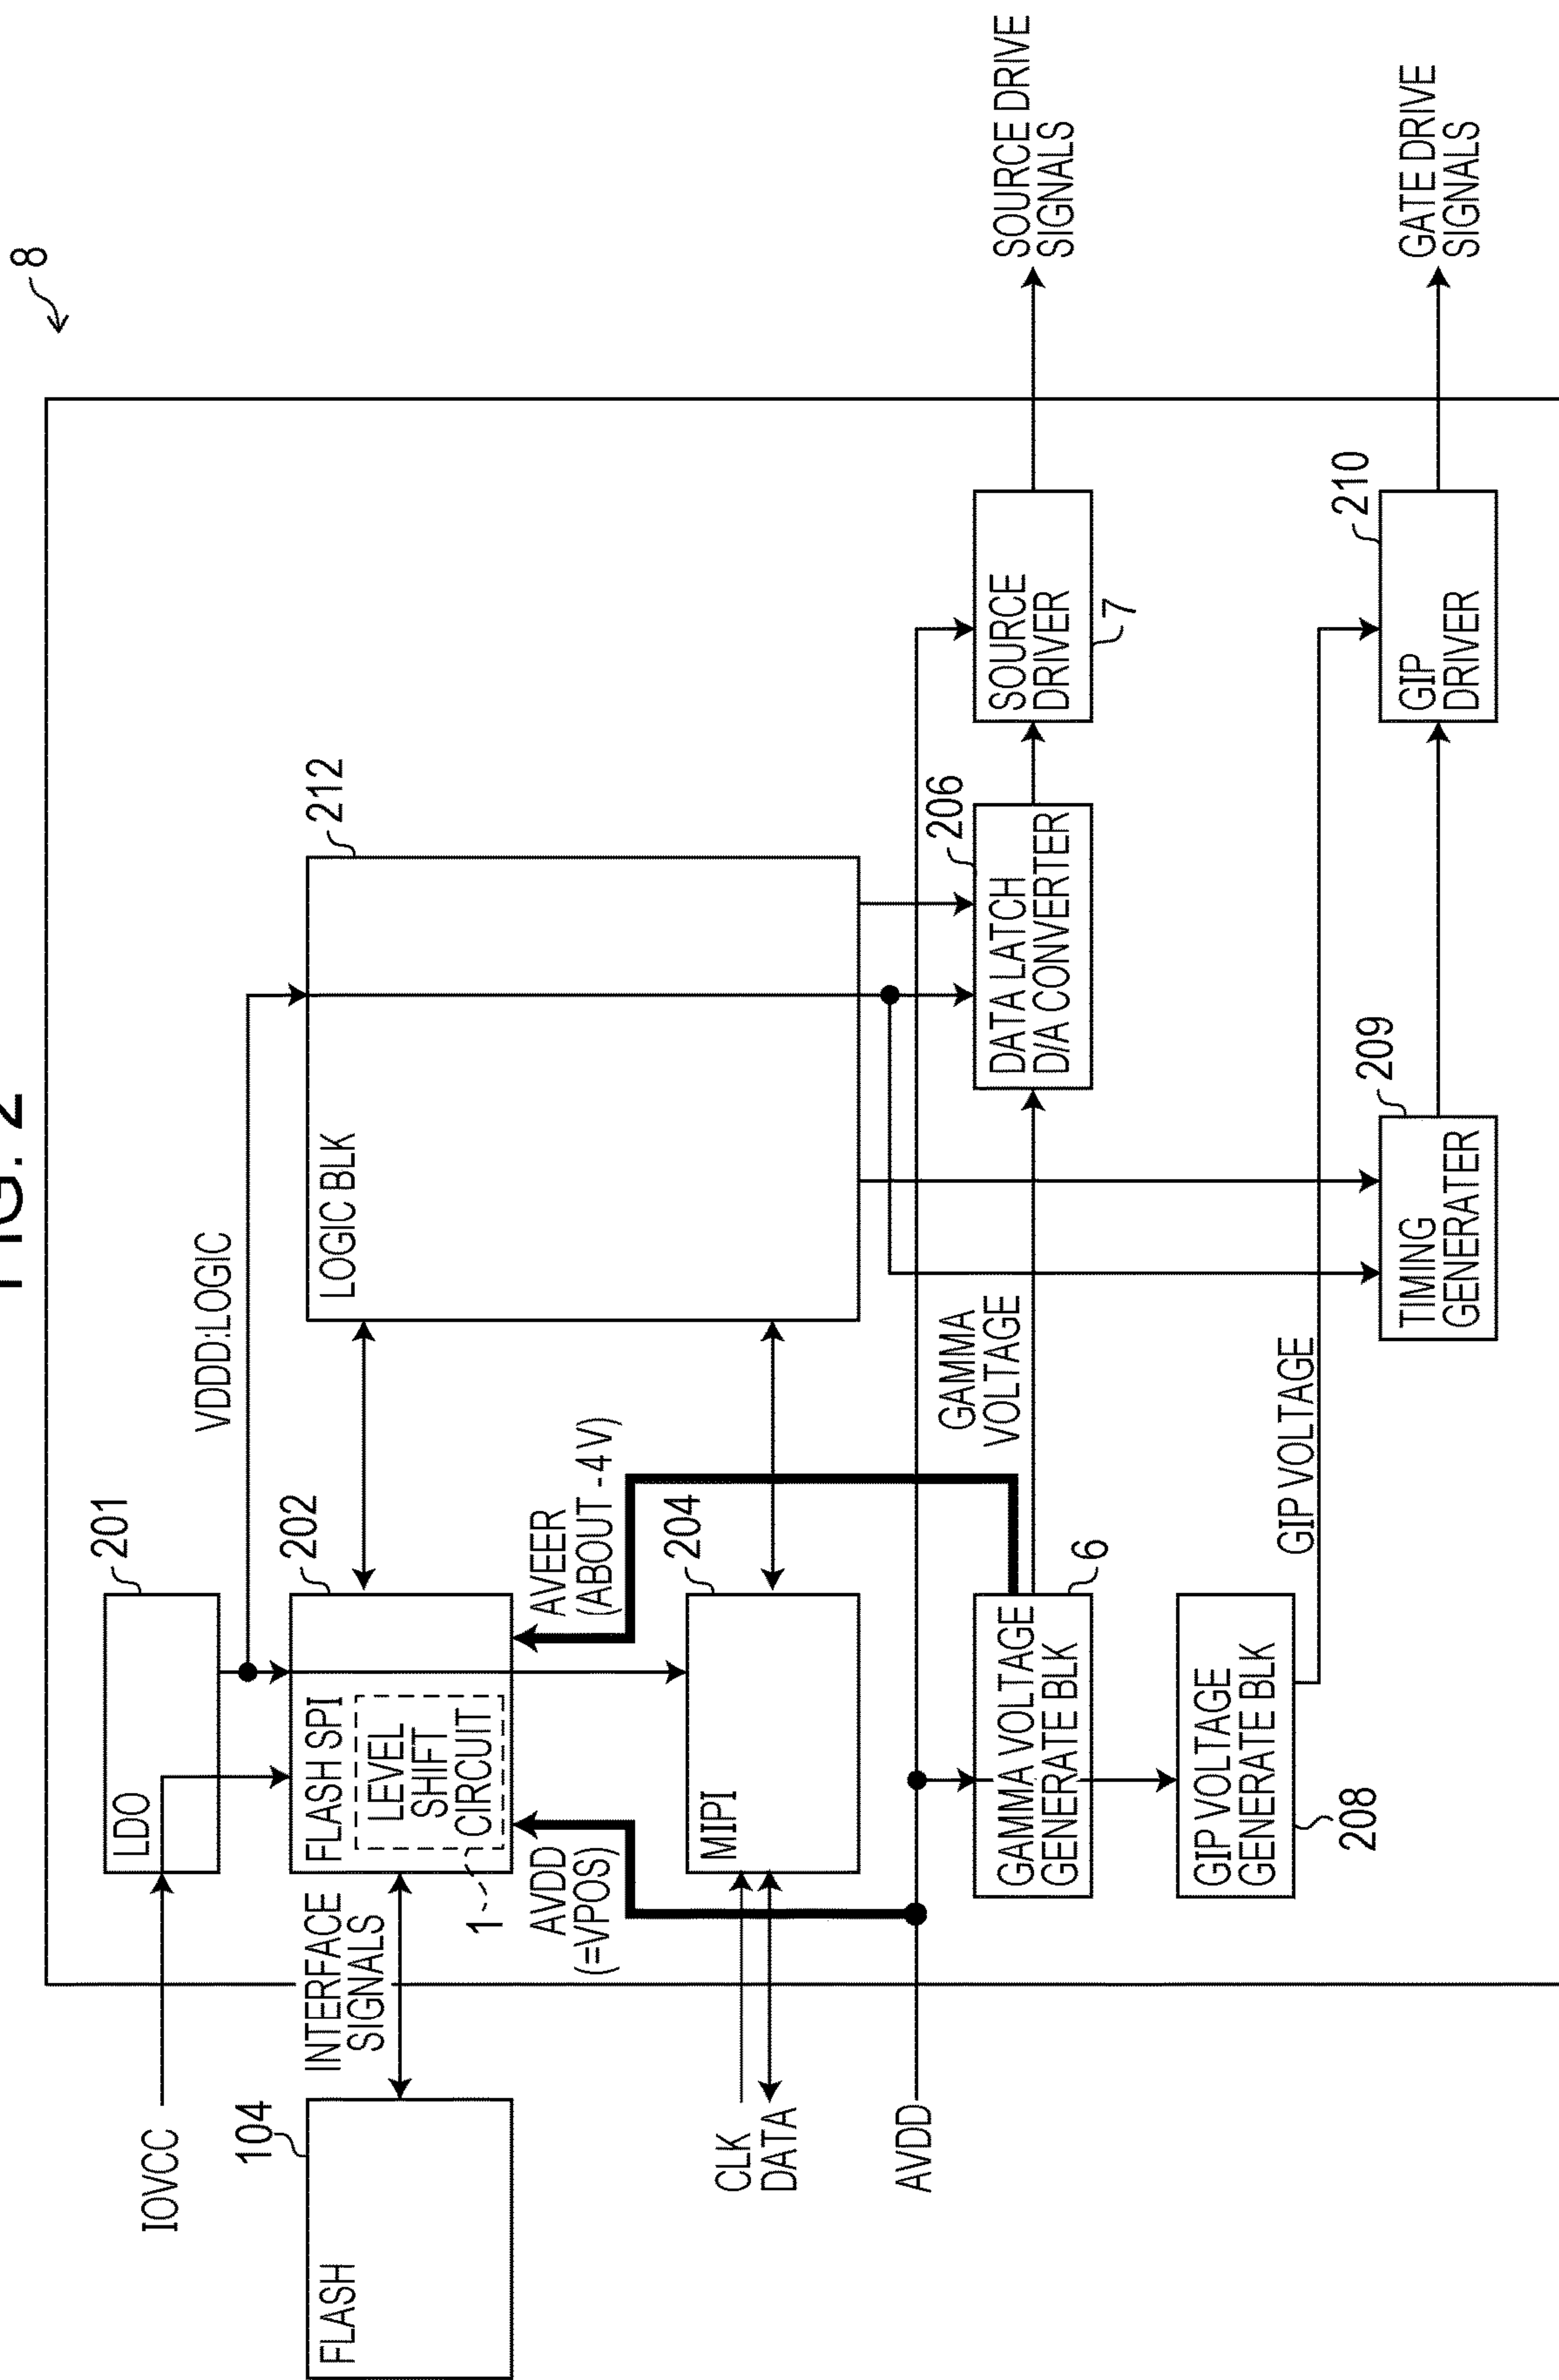 FIG. 2
8
IOVCC
LDO
201
VDDD:LOGIC
104
FLASH
INTERFACE
SIGNALS
FLASH SPI
202
LEVEL
SHIFT
CIRCUIT
1
LOGIC BLK
212
AVDD
(=VPOS)
AVEER
(ABOUT -4 V)
CLK
DATA
MIPI
204
AVDD
GAMMA VOLTAGE
GENERATE BLK
6
GAMMA
VOLTAGE
DATA LATCH
D/A CONVERTER
206
SOURCE
DRIVER
7
SOURCE DRIVE
SIGNALS
GIP VOLTAGE
GENERATE BLK
208
GIP VOLTAGE
TIMING
GENERATER
209
GIP
DRIVER
210
GATE DRIVE
SIGNALS